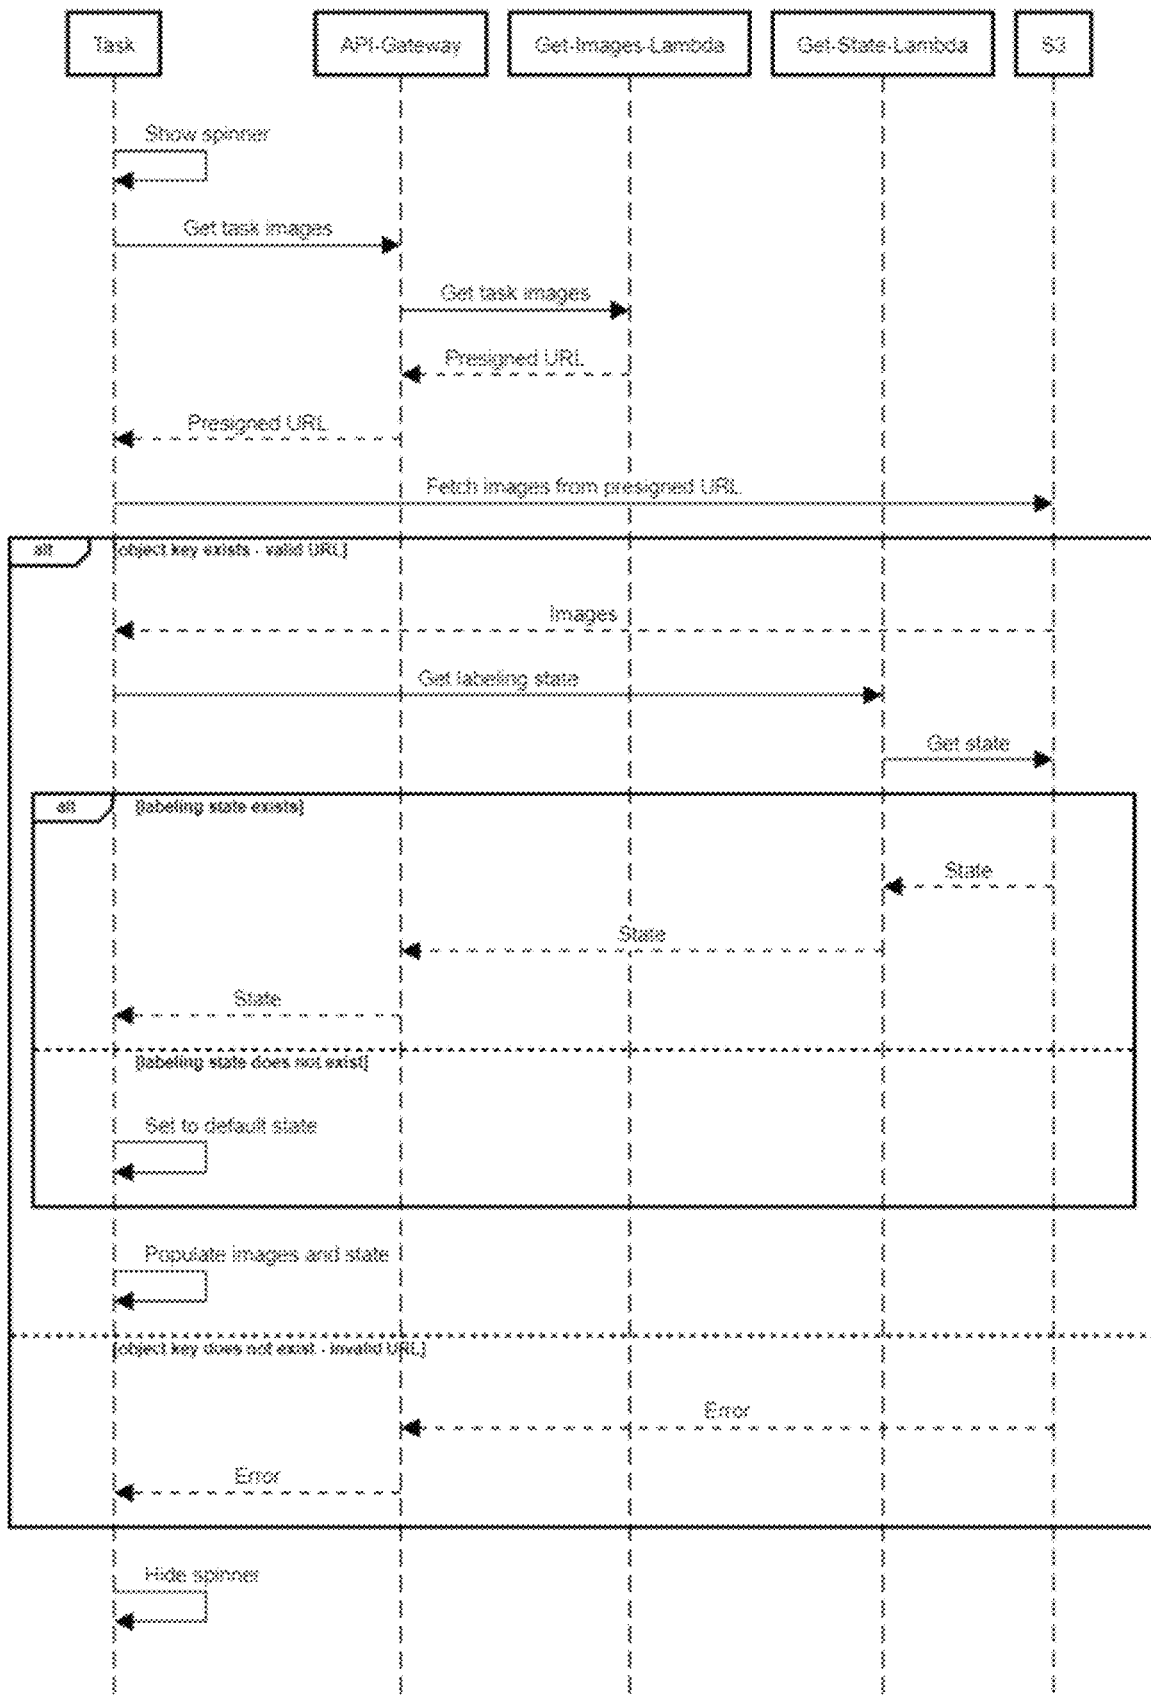 Task
API-Gateway
Get-Images-Lambda
Get-State-Lambda
S3
Show spinner
Get task images
Get task images
Presigned URL
Presigned URL
Fetch images from presigned URL
alt
[object key exists - valid URL]
Images
Get labeling state
Get state
alt
[labeling state exists]
State
State
State
[labeling state does not exist]
Set to default state
Populate images and state
[object key does not exist - invalid URL]
Error
Error
Hide spinner